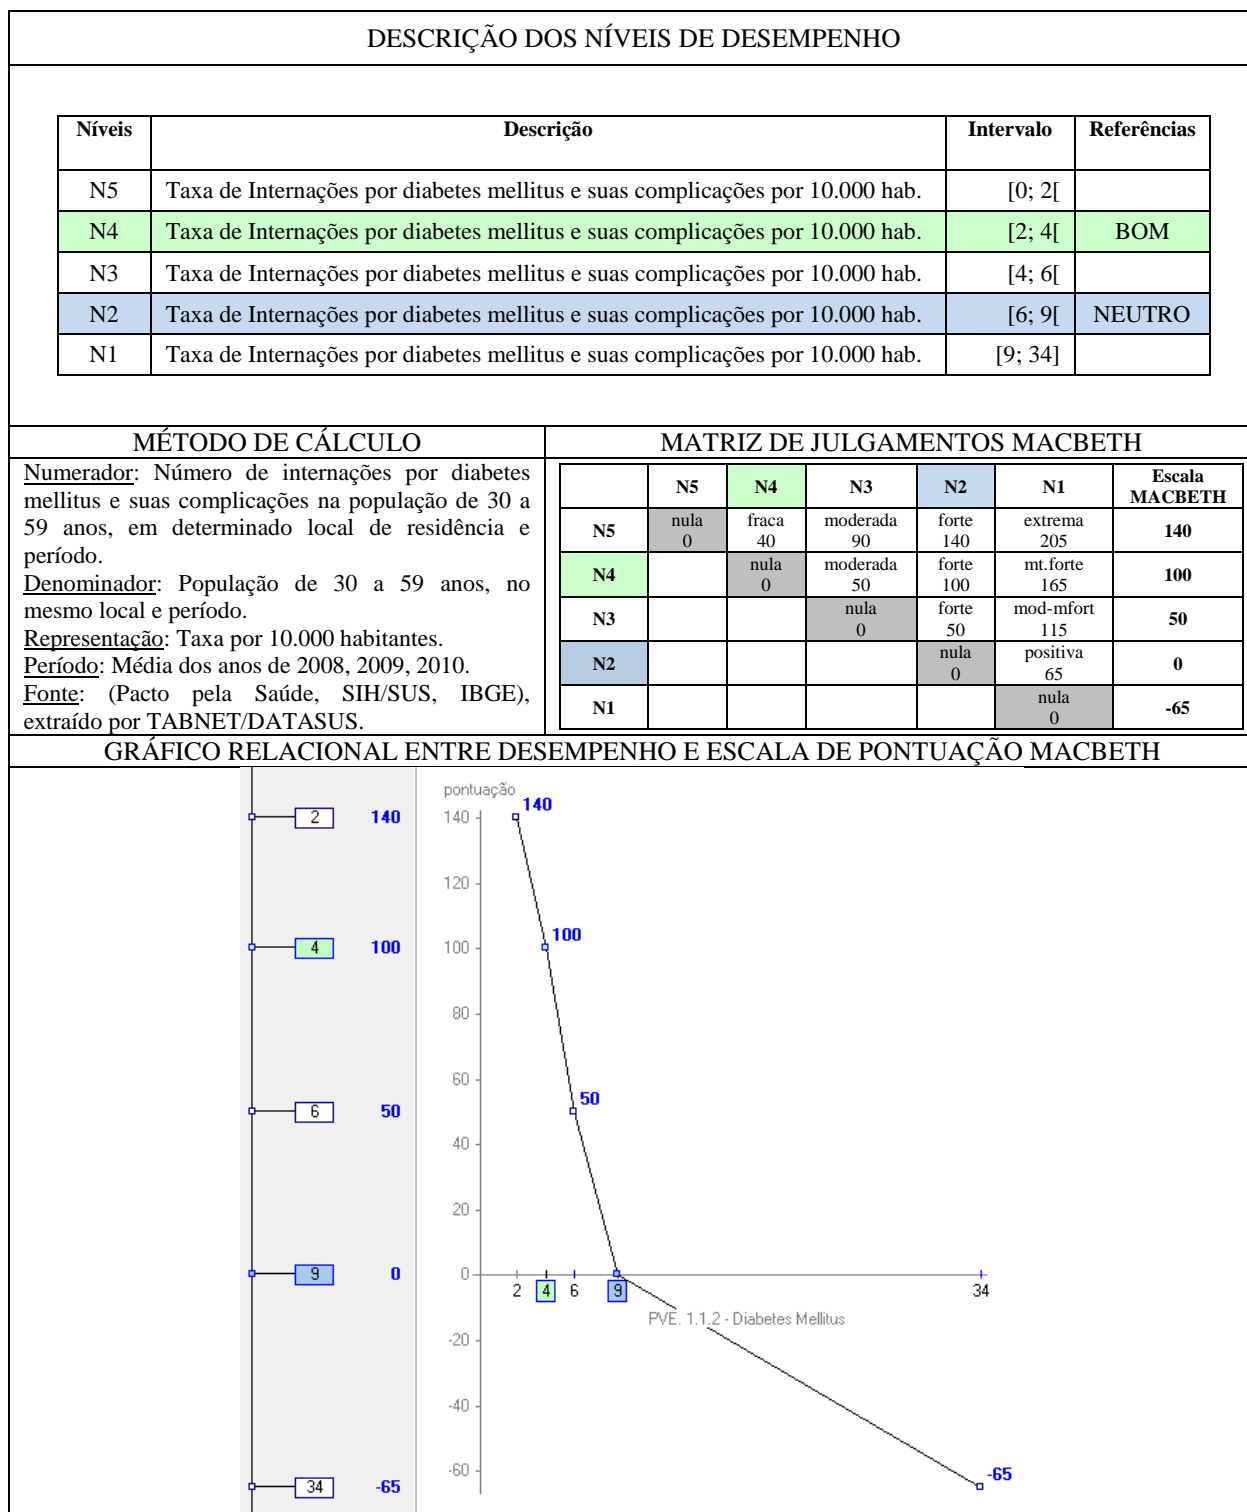 DESCRIÇÃO DOS NÍVEIS DE DESEMPENHO
Níveis Descrição Intervalo Referências
N5 Taxa de Internações por diabetes mellitus e suas complicações por 10.000 hab. [0; 2[
N4 Taxa de Internações por diabetes mellitus e suas complicações por 10.000 hab. [2; 4[ BOM
N3 Taxa de Internações por diabetes mellitus e suas complicações por 10.000 hab. [4; 6[
N2 Taxa de Internações por diabetes mellitus e suas complicações por 10.000 hab. [6; 9[ NEUTRO
N1 Taxa de Internações por diabetes mellitus e suas complicações por 10.000 hab. [9; 34]
MÉTODO DE CÁLCULO
Numerador: Número de internações por diabetes
mellitus e suas complicações na população de 30 a
59 anos, em determinado local de residência e
período.
Denominador: População de 30 a 59 anos, no
mesmo local e período.
Representação: Taxa por 10.000 habitantes.
Período: Média dos anos de 2008, 2009, 2010.
Fonte: (Pacto pela Saúde, SIH/SUS, IBGE),
extraído por TABNET/DATASUS.
MATRIZ DE JULGAMENTOS MACBETH
N5 N4 N3 N2 N1 Escala
MACBETH
N5 nula fraca moderada forte extrema 140
0 40 90 140 205
N4 nula moderada forte mt.forte 100
0 50 100 165
N3 nula forte mod-mfort 50
0 50 115
N2 nula positiva 0
0 65
N1 nula -65
0
GRÁFICO RELACIONAL ENTRE DESEMPENHO E ESCALA DE PONTUAÇÃO MACBETH
2 140
4 100
6 50
9 0
34 -65
pontuação
140
140
120
100
100
80
60
50
40
20
0
2 4 6 9 34
PVE. 1.1.2 - Diabetes Mellitus
-20
-40
-60
-65